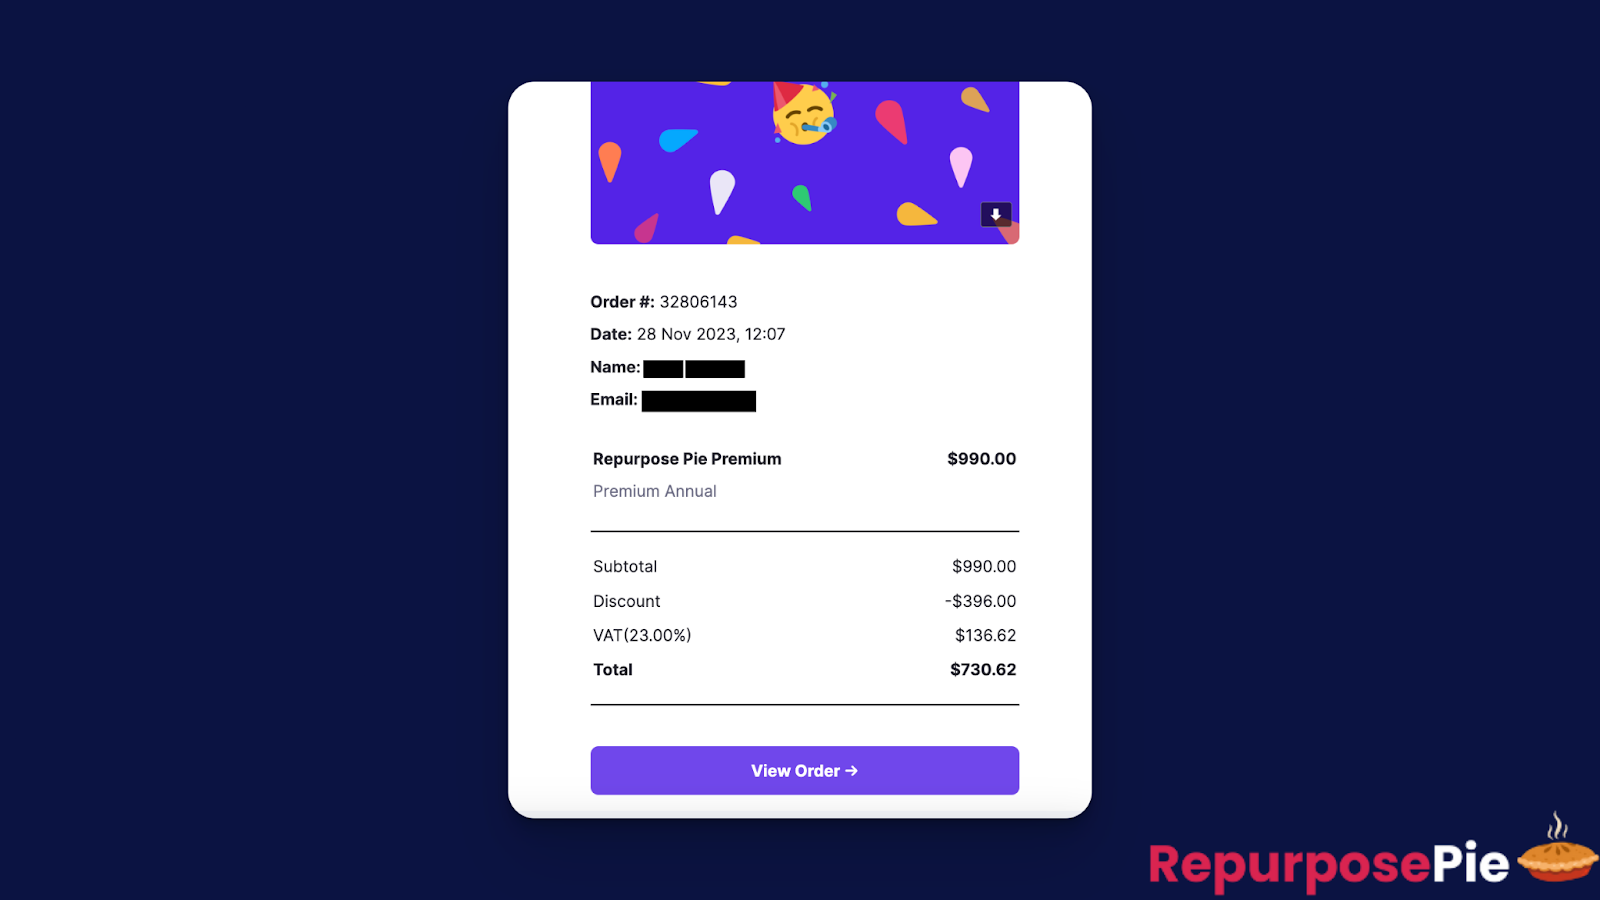 Order #: 32806143
Date: 28 Nov 2023, 12:07
Name:
Email:
Repurpose Pie Premium $990.00
Premium Annual
Subtotal $990.00
Discount -$396.00
VAT(23.00%) $136.62
Total $730.62
View Order →
RepurposePie